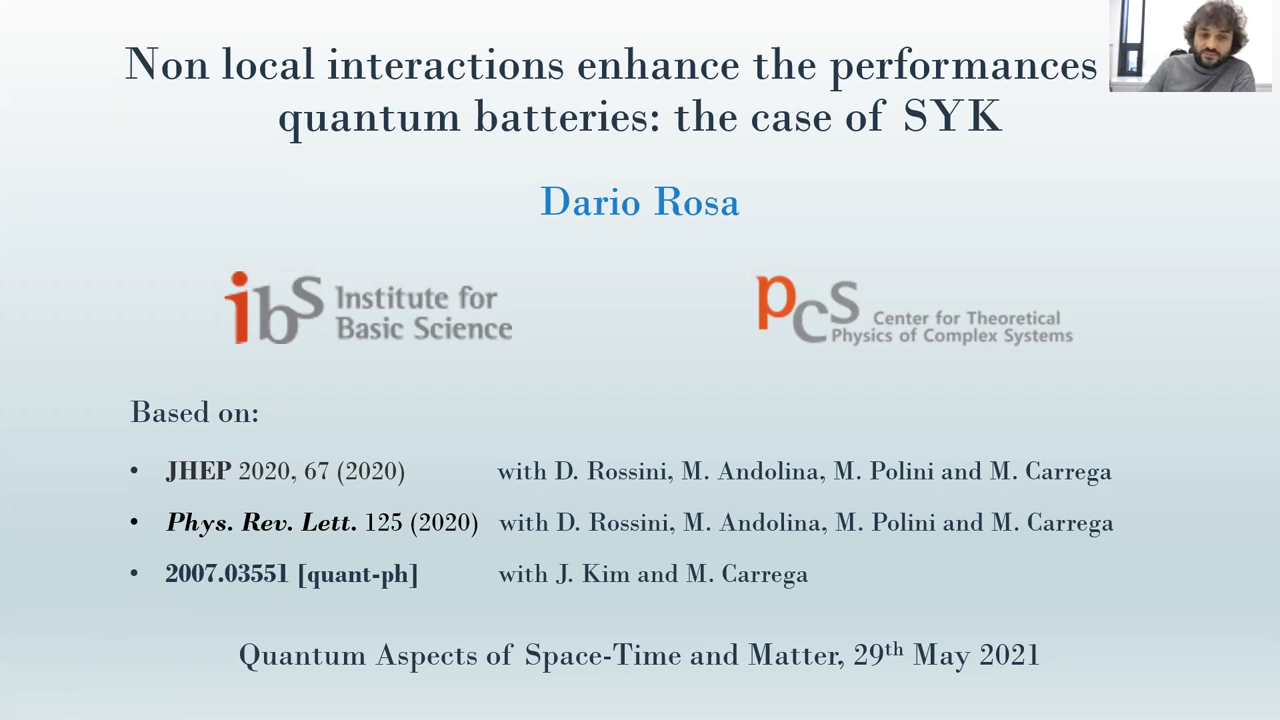 Non local interactions enhance the performances
quantum batteries: the case of SYK
Dario Rosa
ibs Institute for
Basic Science
pcs Center for Theoretical
Physics of Complex Systems
Based on:
• JHEP 2020, 67 (2020) with D. Rossini, M. Andolina, M. Polini and M. Carrega
• Phys. Rev. Lett. 125 (2020) with D. Rossini, M. Andolina, M. Polini and M. Carrega
• 2007.03551 [quant-ph] with J. Kim and M. Carrega
Quantum Aspects of Space-Time and Matter, 29th May 2021